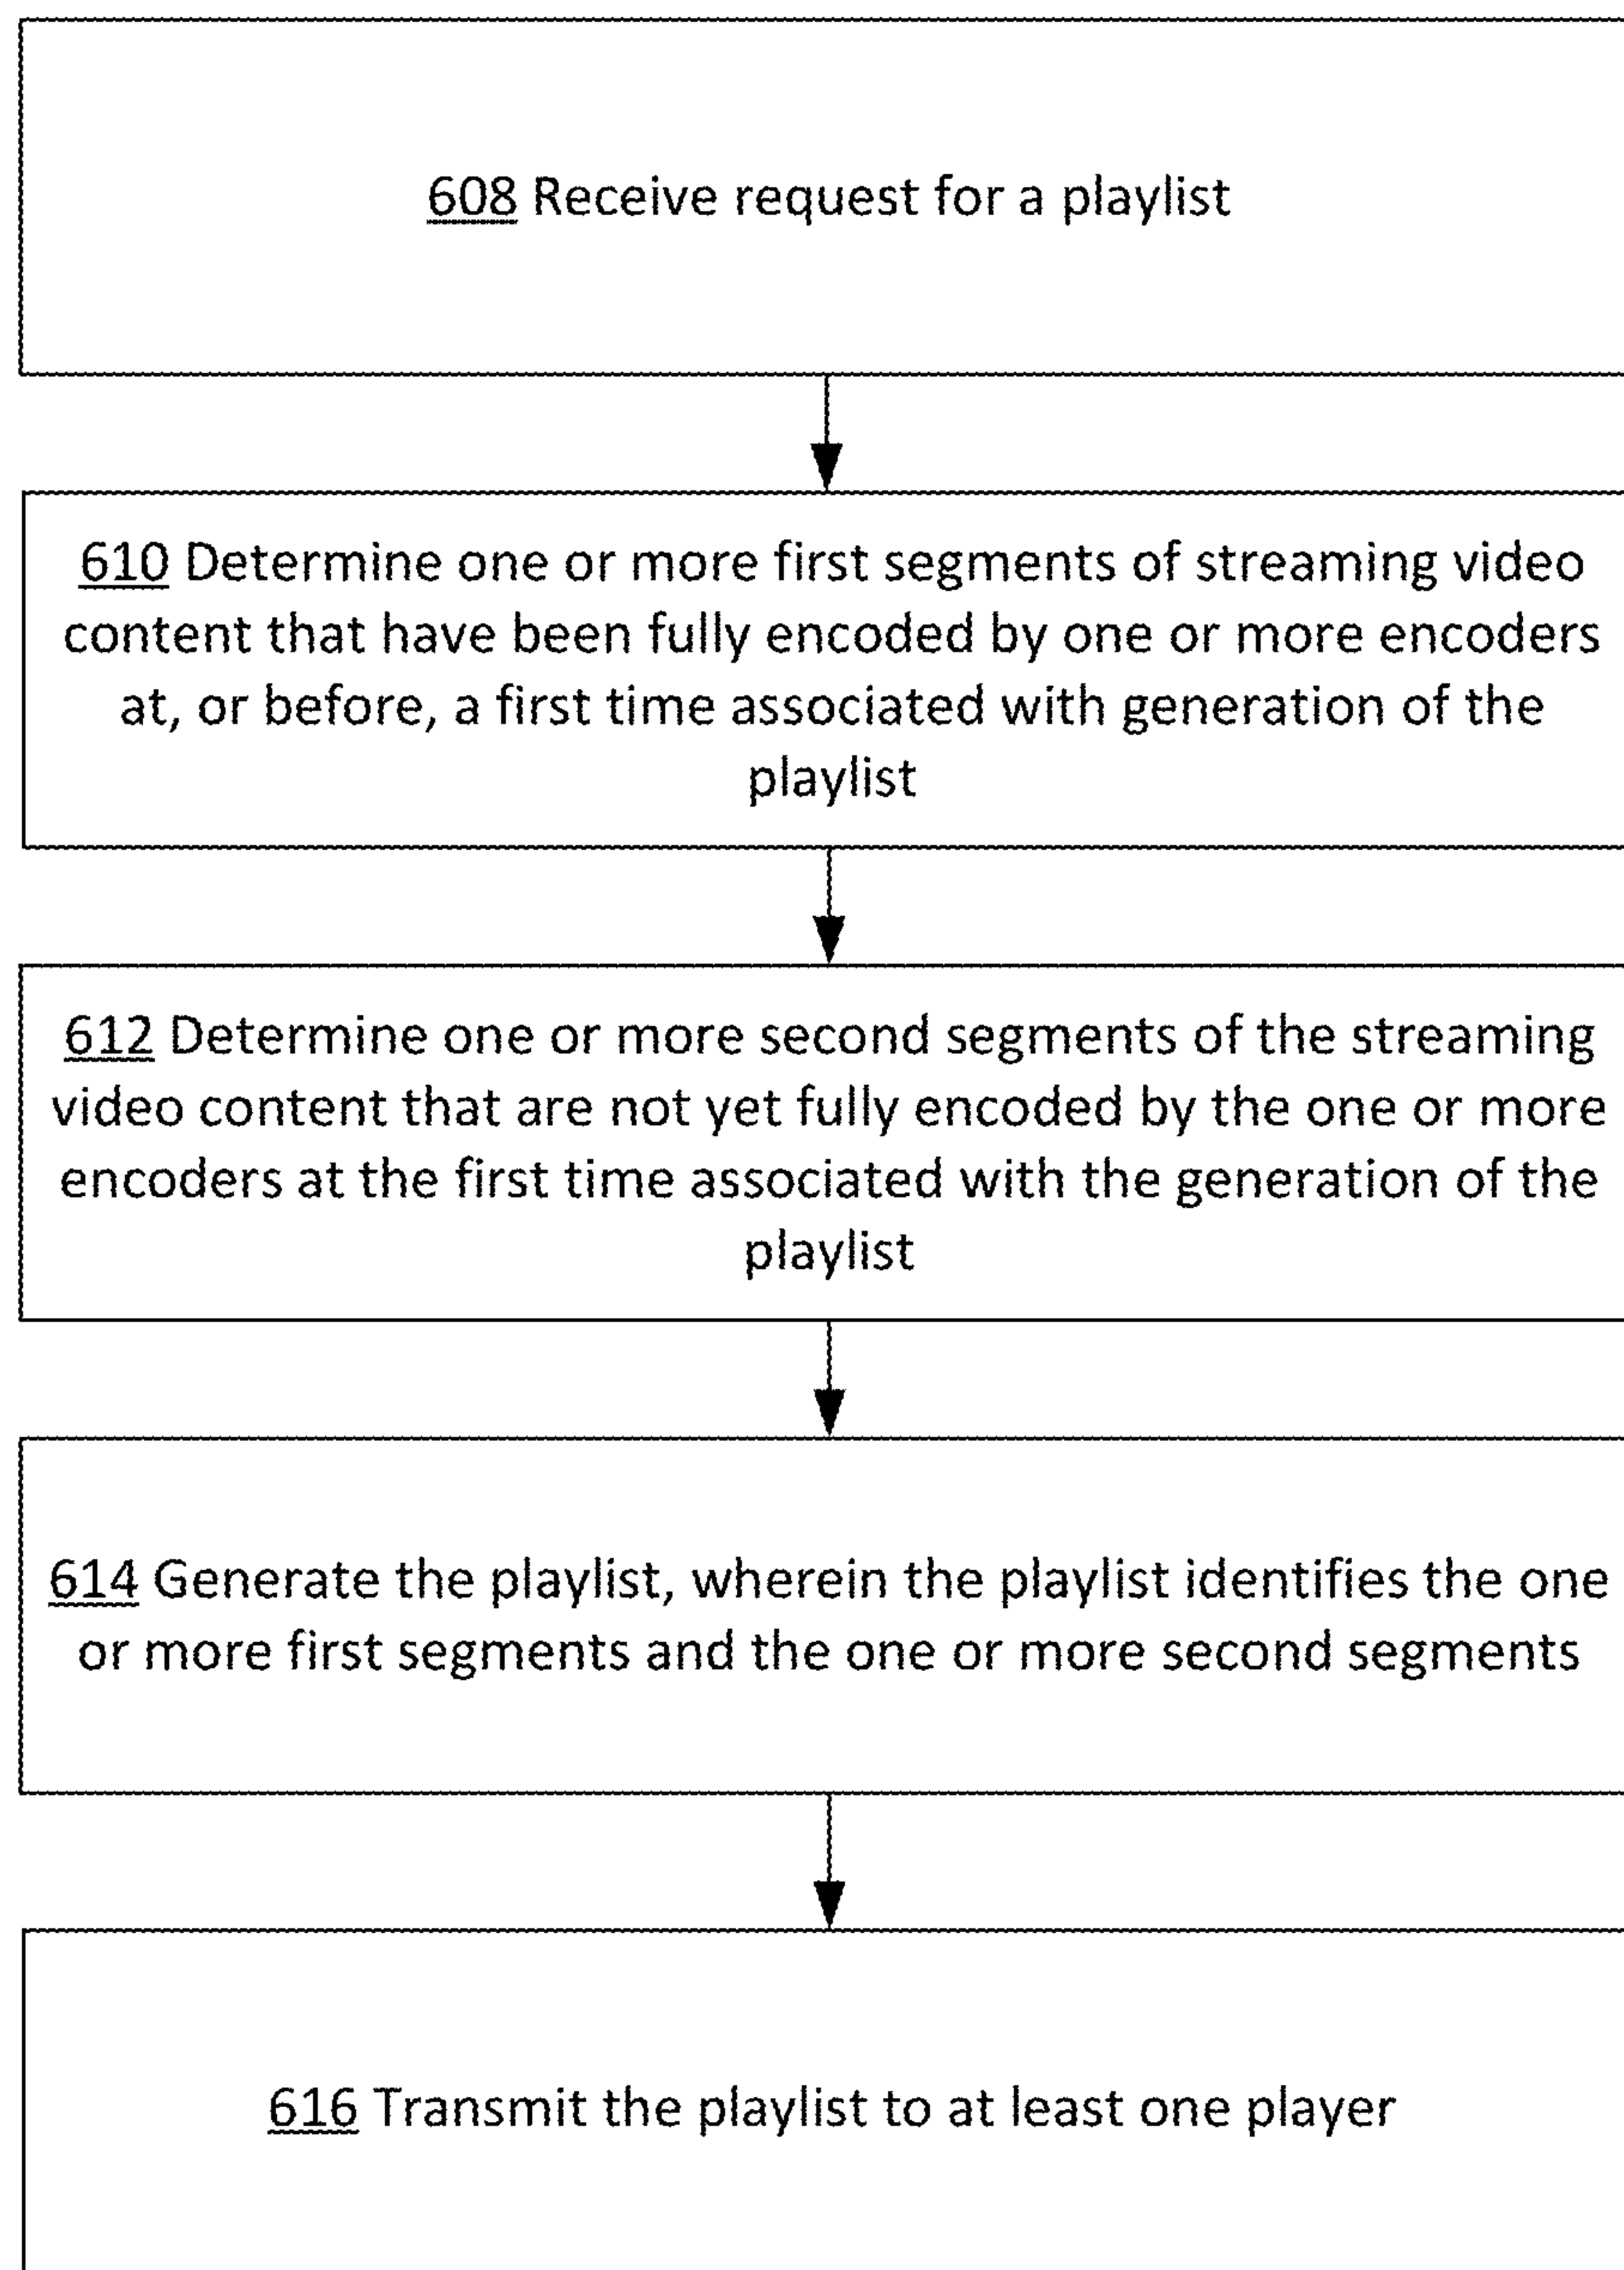 608 Receive request for a playlist
610 Determine one or more first segments of streaming video
content that have been fully encoded by one or more encoders
at, or before, a first time associated with generation of the
playlist
612 Determine one or more second segments of the streaming
video content that are not yet fully encoded by the one or more
encoders at the first time associated with the generation of the
playlist
614 Generate the playlist, wherein the playlist identifies the one
or more first segments and the one or more second segments
616 Transmit the playlist to at least one player